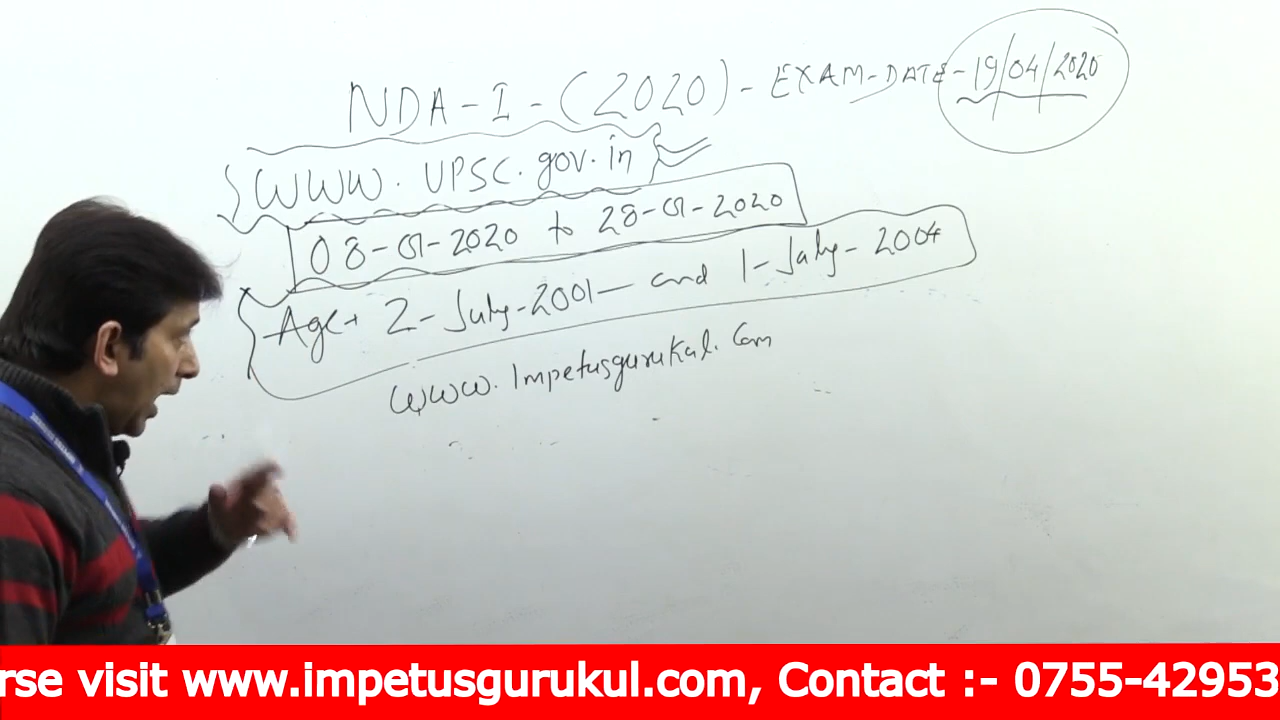 NDA - I - (2020) - EXAM-DATE - 19/04/2020
WWW. UPSC. gov. in
08-01-2020 to 28-01-2020
Age → 2 - July - 2001 — and 1 - July - 2004
WWW. Impetusgurukul. Com
rse visit www.impetusgurukul.com, Contact :- 0755-42953